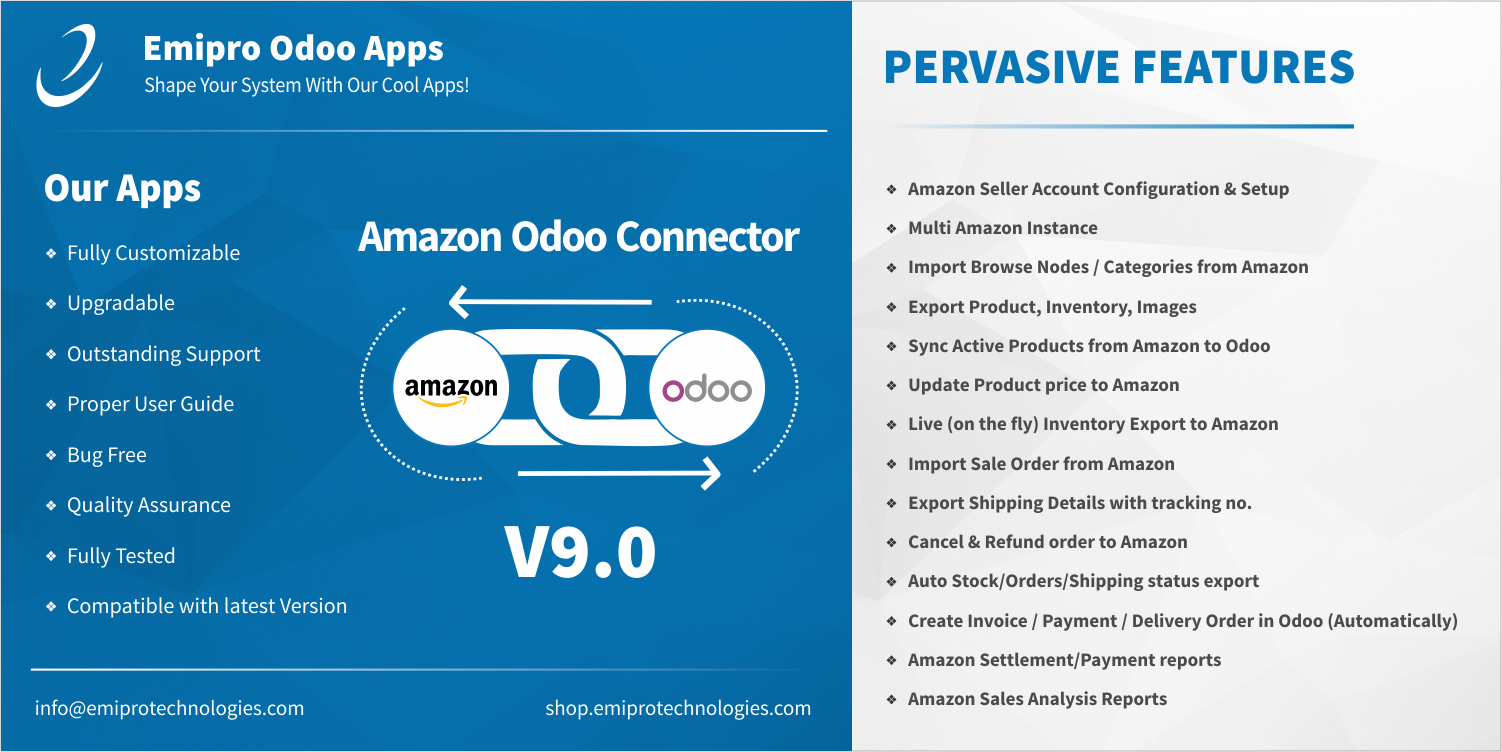 Emipro Odoo Apps
Shape Your System With Our Cool Apps!
Our Apps
❖ Fully Customizable
❖ Upgradable
❖ Outstanding Support
❖ Proper User Guide
❖ Bug Free
❖ Quality Assurance
❖ Fully Tested
❖ Compatible with latest Version
Amazon Odoo Connector
amazon
odoo
V9.0
info@emiprotechnologies.com
shop.emiprotechnologies.com
PERVASIVE FEATURES
❖ Amazon Seller Account Configuration & Setup
❖ Multi Amazon Instance
❖ Import Browse Nodes / Categories from Amazon
❖ Export Product, Inventory, Images
❖ Sync Active Products from Amazon to Odoo
❖ Update Product price to Amazon
❖ Live (on the fly) Inventory Export to Amazon
❖ Import Sale Order from Amazon
❖ Export Shipping Details with tracking no.
❖ Cancel & Refund order to Amazon
❖ Auto Stock/Orders/Shipping status export
❖ Create Invoice / Payment / Delivery Order in Odoo (Automatically)
❖ Amazon Settlement/Payment reports
❖ Amazon Sales Analysis Reports